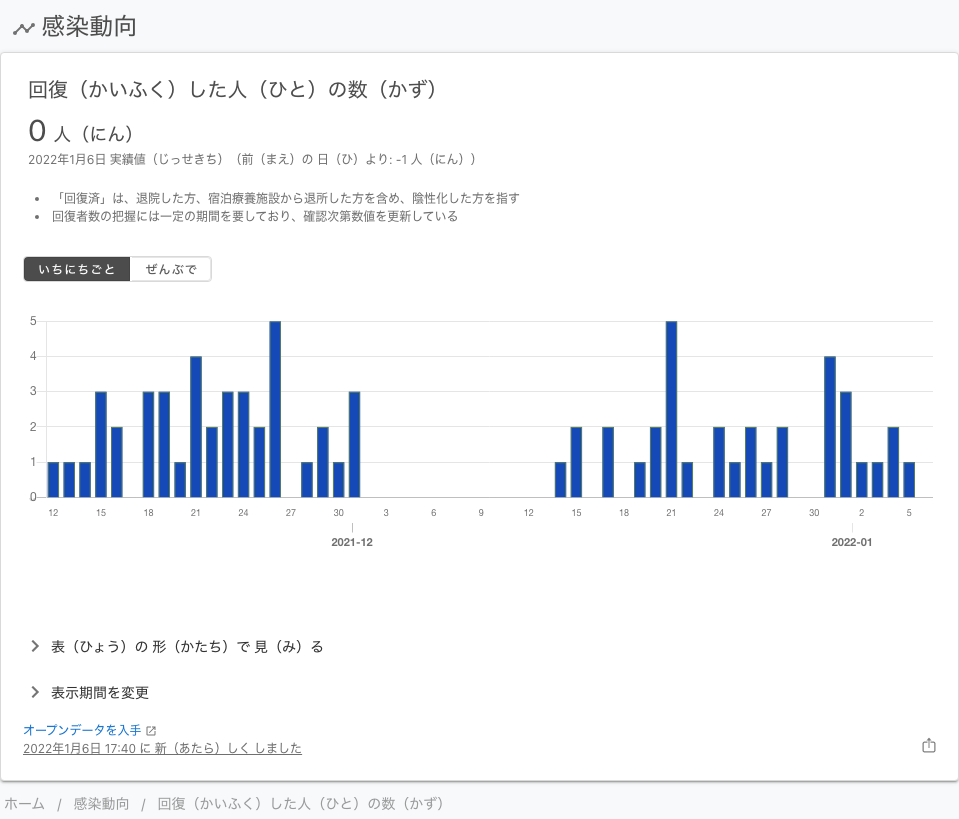 感染動向
回復（かいふく）した人（ひと）の数（かず）
0 人（にん）
2022年1月6日 実績値（じっせきち）（前（まえ）の 日（ひ）より: -1 人（にん））
• 「回復済」は、退院した方、宿泊療養施設から退所した方を含め、陰性化した方を指す
• 回復者数の把握には一定の期間を要しており、確認次第数値を更新している
いちにちごと ぜんぶで
5
4
3
2
1
0
12 15 18 21 24 27 30 3 6 9 12 15 18 21 24 27 30 2 5
2021-12 2022-01
表（ひょう）の 形（かたち）で 見（み）る
表示期間を変更
オープンデータを入手
2022年1月6日 17:40 に 新（あたら）しく しました
ホーム / 感染動向 / 回復（かいふく）した人（ひと）の数（かず）